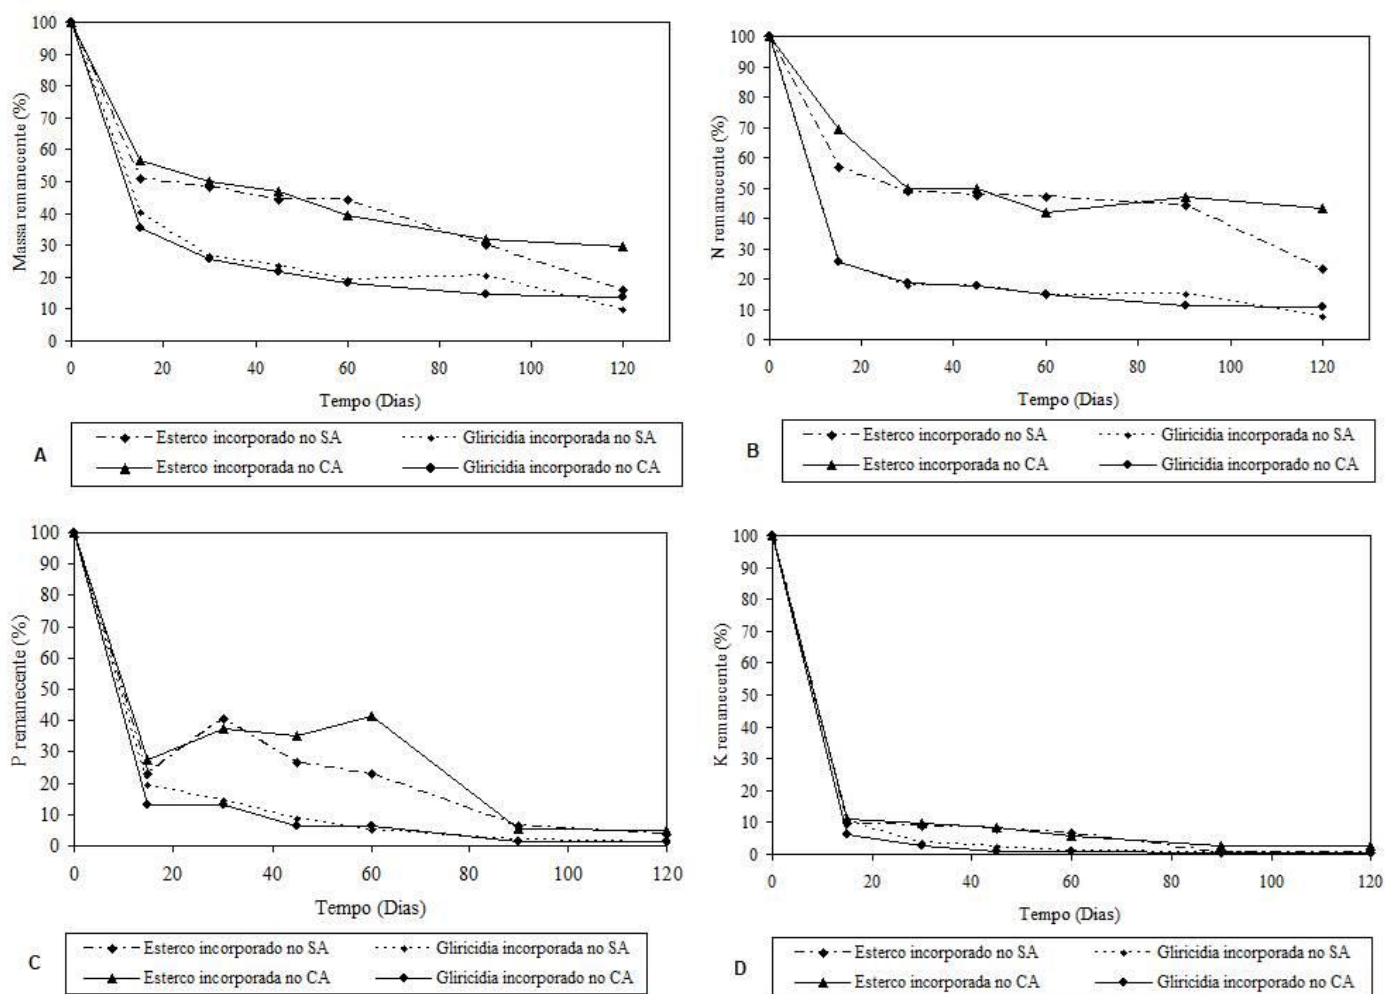 Massa remanecente (%)
100
90
80
70
60
50
40
30
20
10
0
0 20 40 60 80 100 120
Tempo (Dias)
Esterco incorporado no SA Gliricidia incorporada no SA
Esterco incorporada no CA Gliricidia incorporado no CA
A
N remanecente (%)
100
90
80
70
60
50
40
30
20
10
0
0 20 40 60 80 100 120
Tempo (Dias)
Esterco incorporado no SA Gliricidia incorporada no SA
Esterco incorporada no CA Gliricidia incorporado no CA
B
P remanecente (%)
100
90
80
70
60
50
40
30
20
10
0
0 20 40 60 80 100 120
Tempo (Dias)
Esterco incorporado no SA Gliricidia incorporada no SA
Esterco incorporada no CA Gliricidia incorporado no CA
C
K remanecente (%)
100
90
80
70
60
50
40
30
20
10
0
0 20 40 60 80 100 120
Tempo (Dias)
Esterco incorporado no SA Gliricidia incorporada no SA
Esterco incorporada no CA Gliricidia incorporado no CA
D